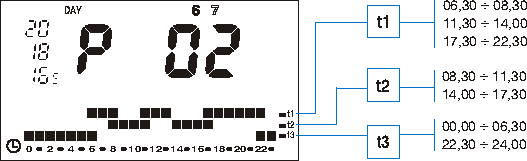 DAY 6 7
20
18
16°C
P 02
t1
t2
t3
0 2 4 6 8 10 12 14 16 18 20 22
t1
06,30 ÷ 08,30
11,30 ÷ 14,00
17,30 ÷ 22,30
t2
08,30 ÷ 11,30
14,00 ÷ 17,30
t3
00,00 ÷ 06,30
22,30 ÷ 24,00